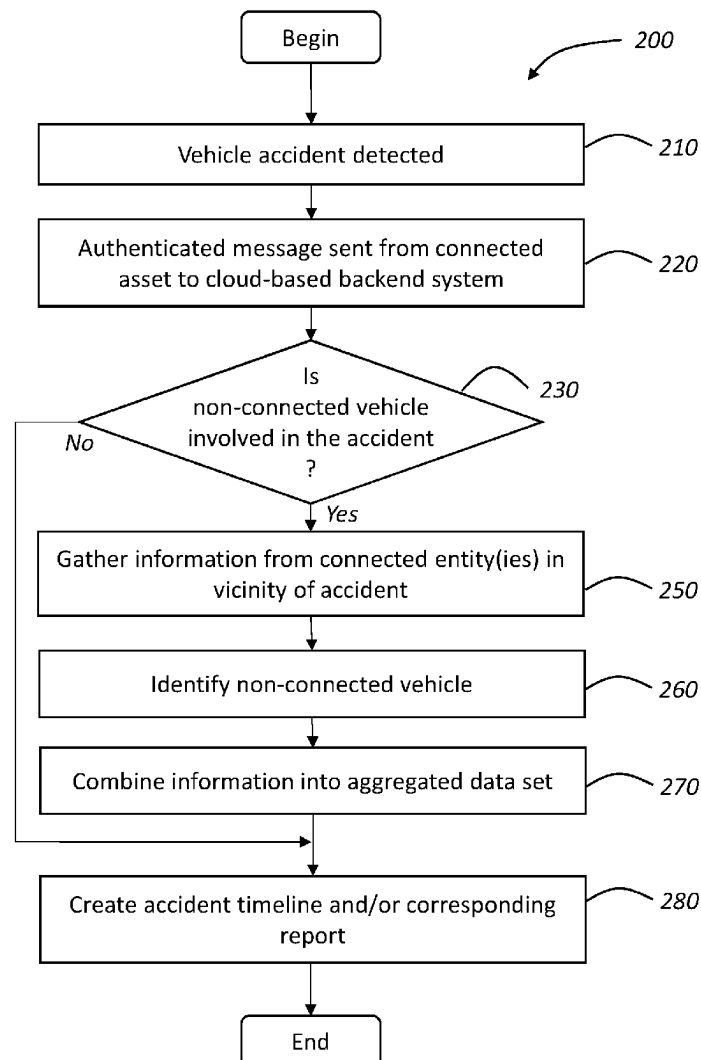 Begin
200
Vehicle accident detected
210
Authenticated message sent from connected
asset to cloud-based backend system
220
Is
non-connected vehicle
involved in the accident
?
230
No
Yes
Gather information from connected entity(ies) in
vicinity of accident
250
Identify non-connected vehicle
260
Combine information into aggregated data set
270
Create accident timeline and/or corresponding
report
280
End